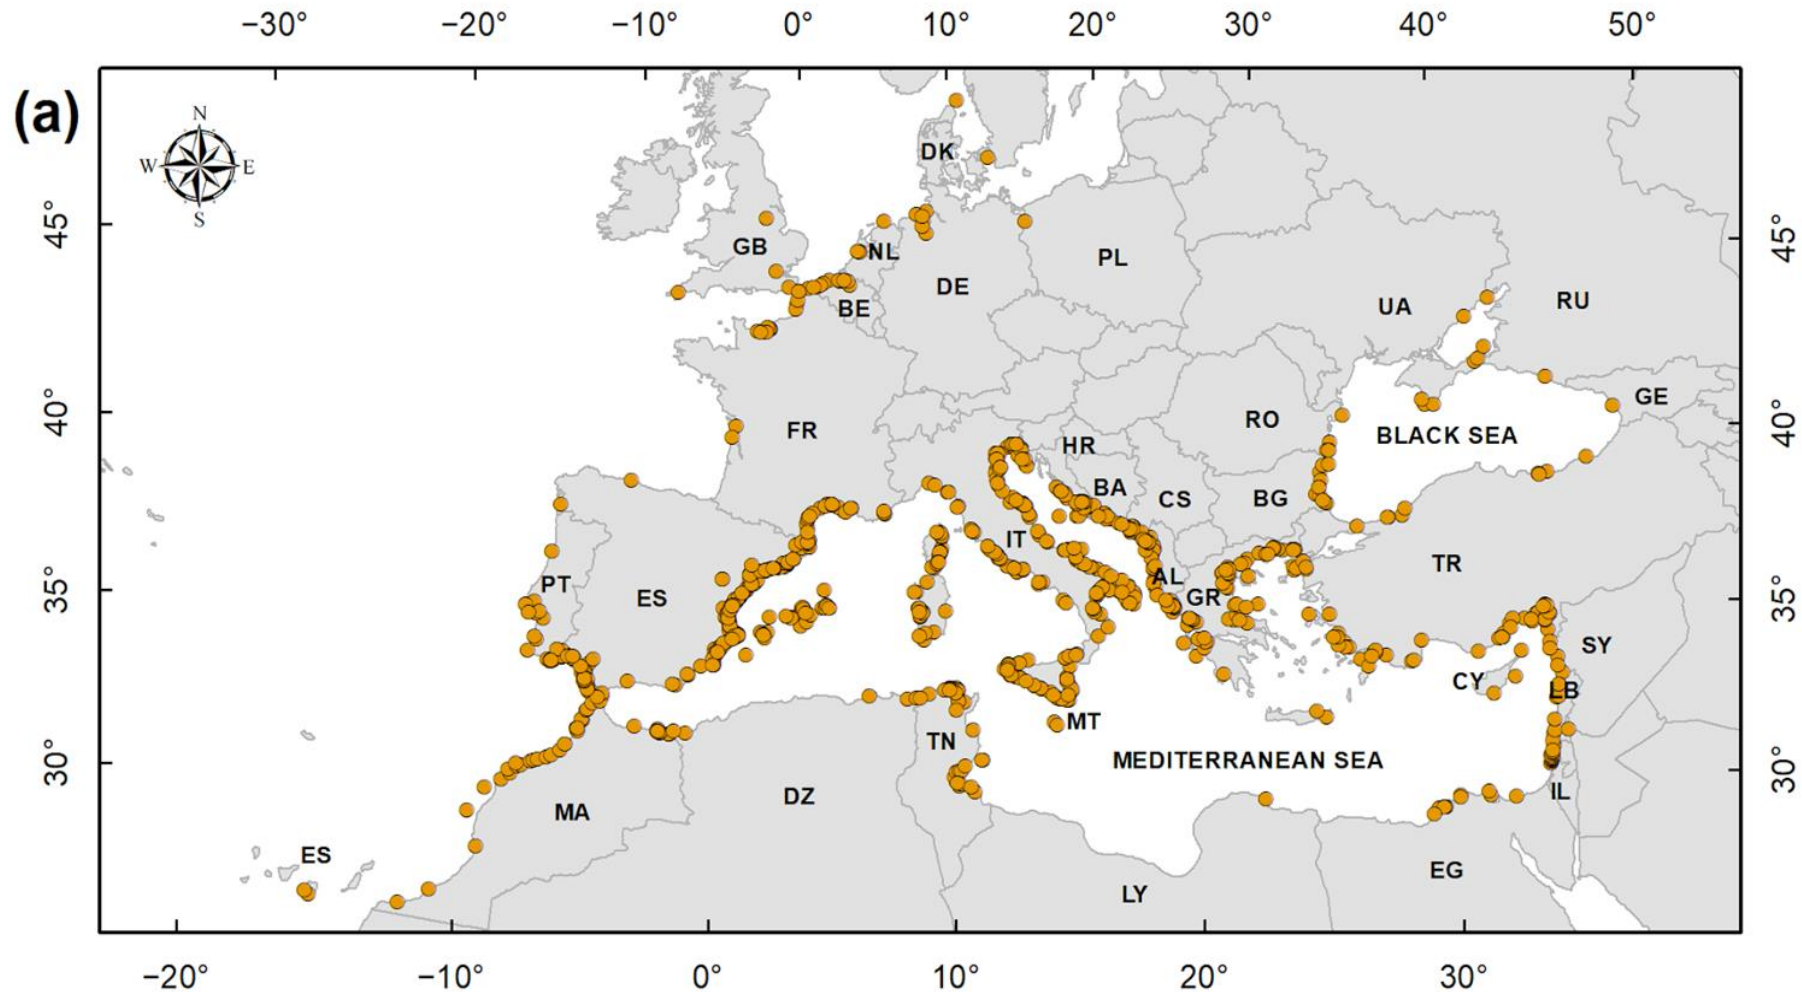 −30° −20° −10° 0° 10° 20° 30° 40° 50°
(a)
N
W E
S
DK
45° GB NL PL 45°
DE
BE UA RU
40° FR RO GE 40°
HR BLACK SEA
BA CS BG
IT
PT ES AL TR
35° GR 35°
SY
CY LB
MT
TN MEDITERRANEAN SEA
30° 30°
MA DZ IL
ES EG
LY
−20° −10° 0° 10° 20° 30°